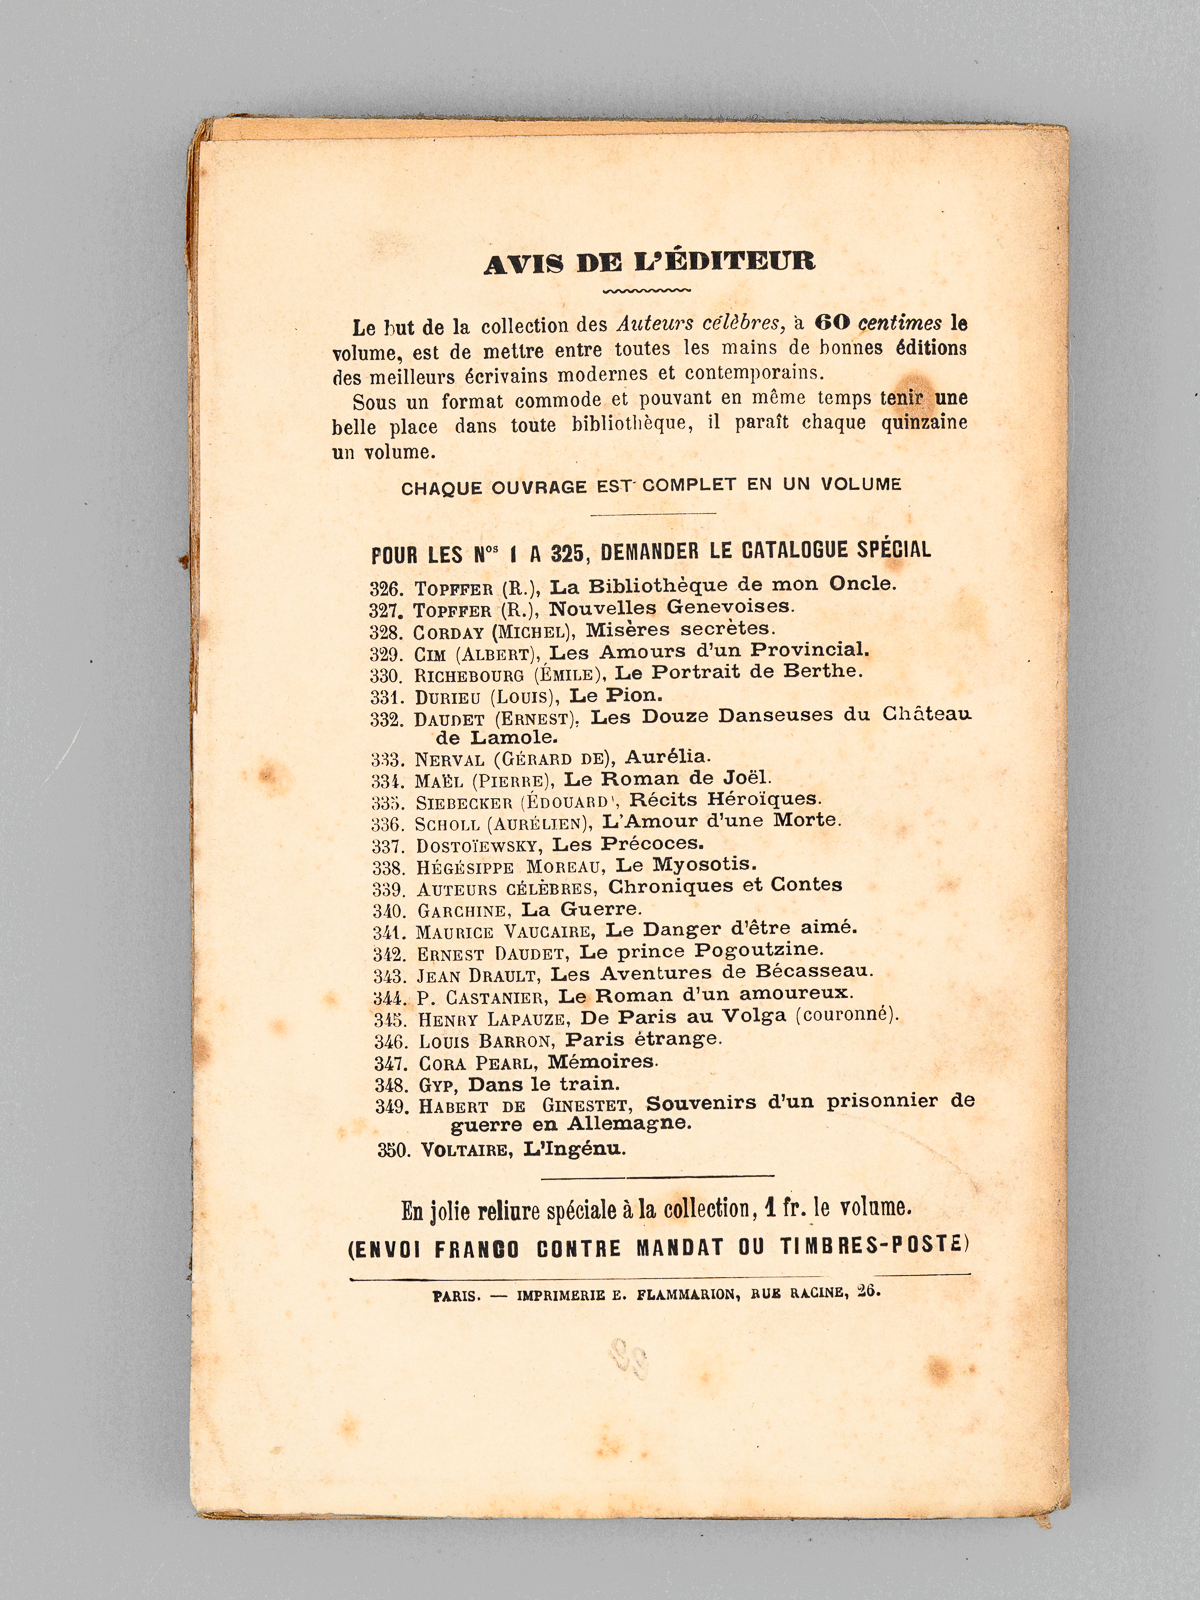 AVIS DE L'ÉDITEUR
Le but de la collection des Auteurs célèbres, à 60 centimes le
volume, est de mettre entre toutes les mains de bonnes éditions
des meilleurs écrivains modernes et contemporains.
Sous un format commode et pouvant en même temps tenir une
belle place dans toute bibliothèque, il paraît chaque quinzaine
un volume.
CHAQUE OUVRAGE EST COMPLET EN UN VOLUME
POUR LES Nos 1 A 325, DEMANDER LE CATALOGUE SPÉCIAL
326. TOPFFER (R.), La Bibliothèque de mon Oncle.
327. TOPFFER (R.), Nouvelles Genevoises.
328. CORDAY (MICHEL), Misères secrètes.
329. CIM (ALBERT), Les Amours d'un Provincial.
330. RICHEBOURG (ÉMILE), Le Portrait de Berthe.
331. DURIEU (LOUIS), Le Pion.
332. DAUDET (ERNEST), Les Douze Danseuses du Château
de Lamole.
333. NERVAL (GÉRARD DE), Aurélia.
334. MAËL (PIERRE), Le Roman de Joël.
335. SIEBECKER (ÉDOUARD), Récits Héroïques.
336. SCHOLL (AURÉLIEN), L'Amour d'une Morte.
337. DOSTOÏEWSKY, Les Précoces.
338. HÉGÉSIPPE MOREAU, Le Myosotis.
339. AUTEURS CÉLÈBRES, Chroniques et Contes
340. GARCHINE, La Guerre.
341. MAURICE VAUCAIRE, Le Danger d'être aimé.
342. ERNEST DAUDET, Le prince Pogoutzine.
343. JEAN DRAULT, Les Aventures de Bécasseau.
344. P. CASTANIER, Le Roman d'un amoureux.
345. HENRY LAPAUZE, De Paris au Volga (couronné).
346. LOUIS BARRON, Paris étrange.
347. CORA PEARL, Mémoires.
348. GYP, Dans le train.
349. HABERT DE GINESTET, Souvenirs d'un prisonnier de
guerre en Allemagne.
350. VOLTAIRE, L'Ingénu.
En jolie reliure spéciale à la collection, 1 fr. le volume.
(ENVOI FRANCO CONTRE MANDAT OU TIMBRES-POSTE)
PARIS. — IMPRIMERIE E. FLAMMARION, RUE RACINE, 26.